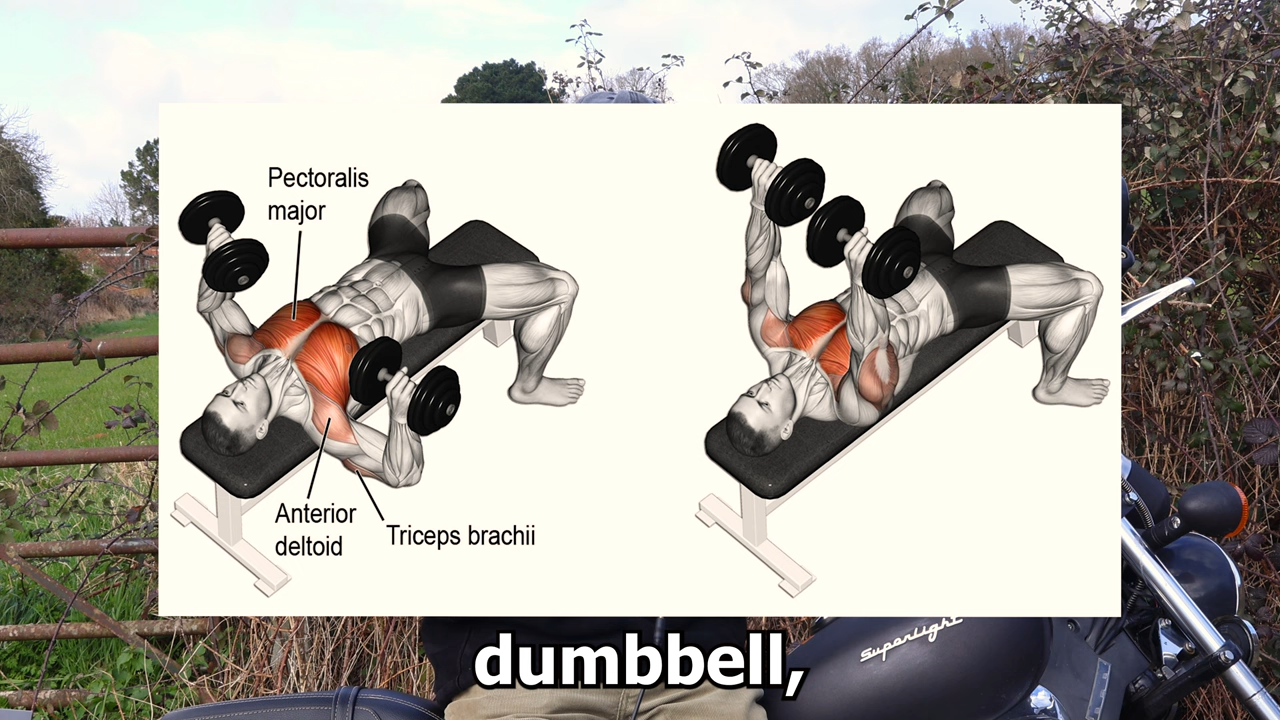 Pectoralis
major
Anterior
deltoid
Triceps brachii
Superlight
dumbbell,